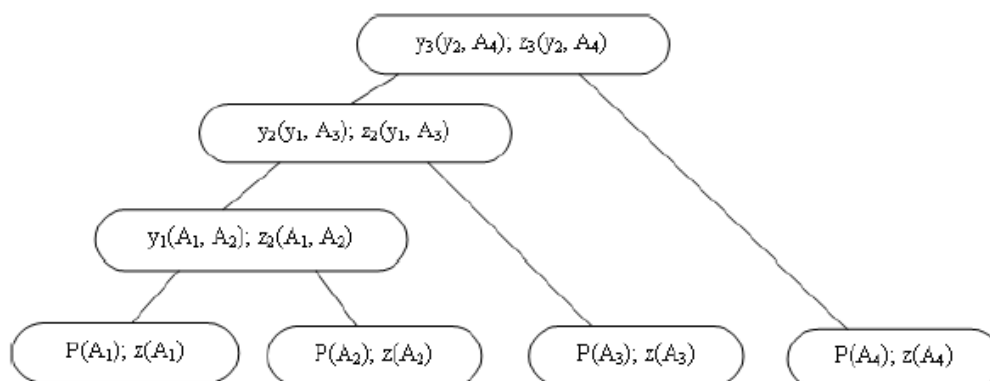 y₃(y₂, A₄); z₃(y₂, A₄)
y₂(y₁, A₃); z₂(y₁, A₃)
y₁(A₁, A₂); z₂(A₁, A₂)
P(A₁); z(A₁)
P(A₂); z(A₂)
P(A₃); z(A₃)
P(A₄); z(A₄)